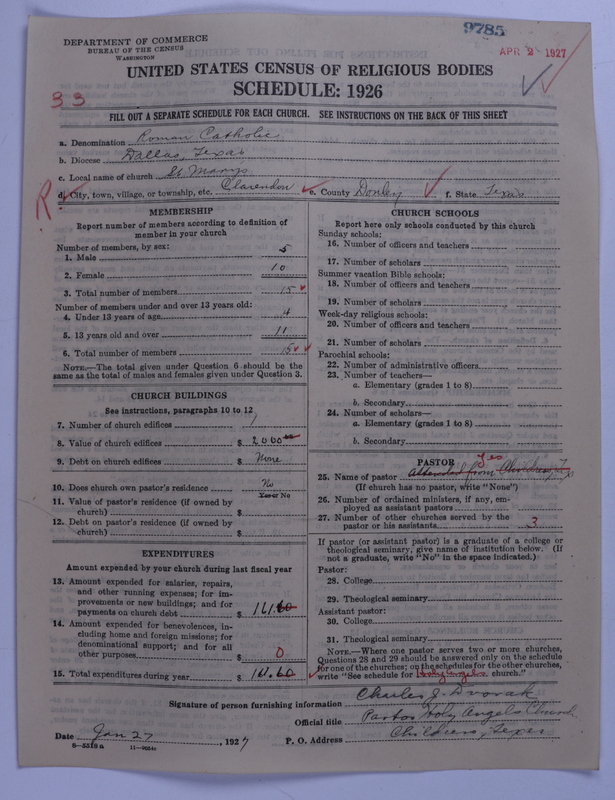 9785
DEPARTMENT OF COMMERCE
BUREAU OF THE CENSUS
WASHINGTON
APR 2 1927
UNITED STATES CENSUS OF RELIGIOUS BODIES
SCHEDULE: 1926
33
FILL OUT A SEPARATE SCHEDULE FOR EACH CHURCH. SEE INSTRUCTIONS ON THE BACK OF THIS SHEET
a. Denomination Roman Catholic
b. Diocese Dallas, Texas
c. Local name of church St Marys
R
d. City, town, village, or township, etc. Clarendon e. County Donley f. State Texas
MEMBERSHIP
Report number of members according to definition of
member in your church
Number of members, by sex:
1. Male 5
2. Female 10
3. Total number of members 15
Number of members under and over 13 years old:
4. Under 13 years of age 4
5. 13 years old and over 11
6. Total number of members 15
NOTE.—The total given under Question 6 should be the
same as the total of males and females given under Question 3.
CHURCH BUILDINGS
See instructions, paragraphs 10 to 12
7. Number of church edifices 1
8. Value of church edifices $ 2000
9. Debt on church edifices $ None
10. Does church own pastor's residence No
Yes or No
11. Value of pastor's residence (if owned by
church) $
12. Debt on pastor's residence (if owned by
church) $
EXPENDITURES
Amount expended by your church during last fiscal year
13. Amount expended for salaries, repairs,
and other running expenses; for im-
provements or new buildings; and for
payments on church debt $ 161.60
14. Amount expended for benevolences, in-
cluding home and foreign missions; for
denominational support; and for all
other purposes $ 0
15. Total expenditures during year $ 161.60
CHURCH SCHOOLS
Report here only schools conducted by this church
Sunday schools:
16. Number of officers and teachers
17. Number of scholars
Summer vacation Bible schools:
18. Number of officers and teachers
19. Number of scholars
Week-day religious schools:
20. Number of officers and teachers
21. Number of scholars
Parochial schools:
22. Number of administrative officers
23. Number of teachers—
a. Elementary (grades 1 to 8)
b. Secondary
24. Number of scholars—
a. Elementary (grades 1 to 8)
b. Secondary
PASTOR
yes
25. Name of pastor attended from Childress, Tx
(If church has no pastor, write "None")
26. Number of ordained ministers, if any, em-
ployed as assistant pastors
27. Number of other churches served by the
pastor or his assistants 3
If pastor (or assistant pastor) is a graduate of a college or
theological seminary, give name of institution below. (If
not a graduate, write "No" in the space indicated.)
Pastor:
28. College
29. Theological seminary
Assistant pastor:
30. College
31. Theological seminary
NOTE.—Where one pastor serves two or more churches,
Questions 28 and 29 should be answered only on the schedule
for one of the churches; on the schedules for the other churches,
write "See schedule for Holy Angels church."
Signature of person furnishing information Charles J. Dvorak
Official title Pastor Holy Angels Church
Date Jan 27, 1927 P. O. Address Childress, Texas
8—5518a 11—9924a